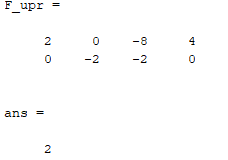 F_upr =
2 0 -8 4
0 -2 -2 0
ans =
2